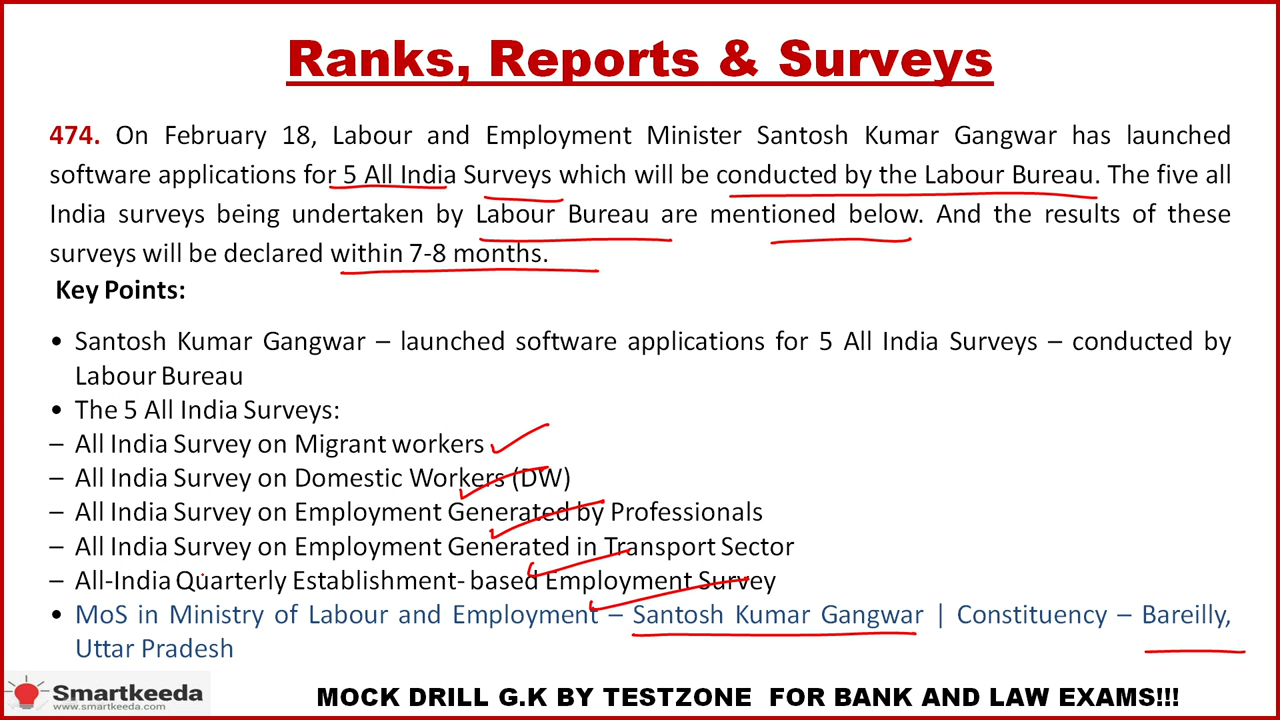 Ranks, Reports & Surveys
474. On February 18, Labour and Employment Minister Santosh Kumar Gangwar has launched
software applications for 5 All India Surveys which will be conducted by the Labour Bureau. The five all
India surveys being undertaken by Labour Bureau are mentioned below. And the results of these
surveys will be declared within 7-8 months.
Key Points:
• Santosh Kumar Gangwar – launched software applications for 5 All India Surveys – conducted by
Labour Bureau
• The 5 All India Surveys:
– All India Survey on Migrant workers
– All India Survey on Domestic Workers (DW)
– All India Survey on Employment Generated by Professionals
– All India Survey on Employment Generated in Transport Sector
– All-India Quarterly Establishment- based Employment Survey
• MoS in Ministry of Labour and Employment – Santosh Kumar Gangwar | Constituency – Bareilly,
Uttar Pradesh
Smartkeeda
www.smartkeeda.com
MOCK DRILL G.K BY TESTZONE FOR BANK AND LAW EXAMS!!!